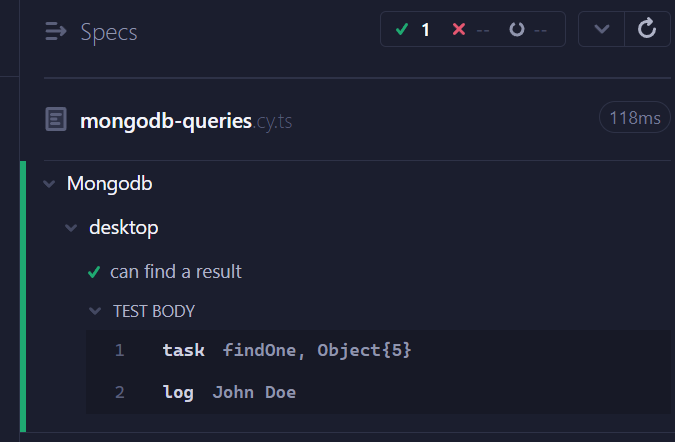 Specs
1 -- --
mongodb-queries.cy.ts
118ms
Mongodb
desktop
can find a result
TEST BODY
1 task findOne, Object{5}
2 log John Doe